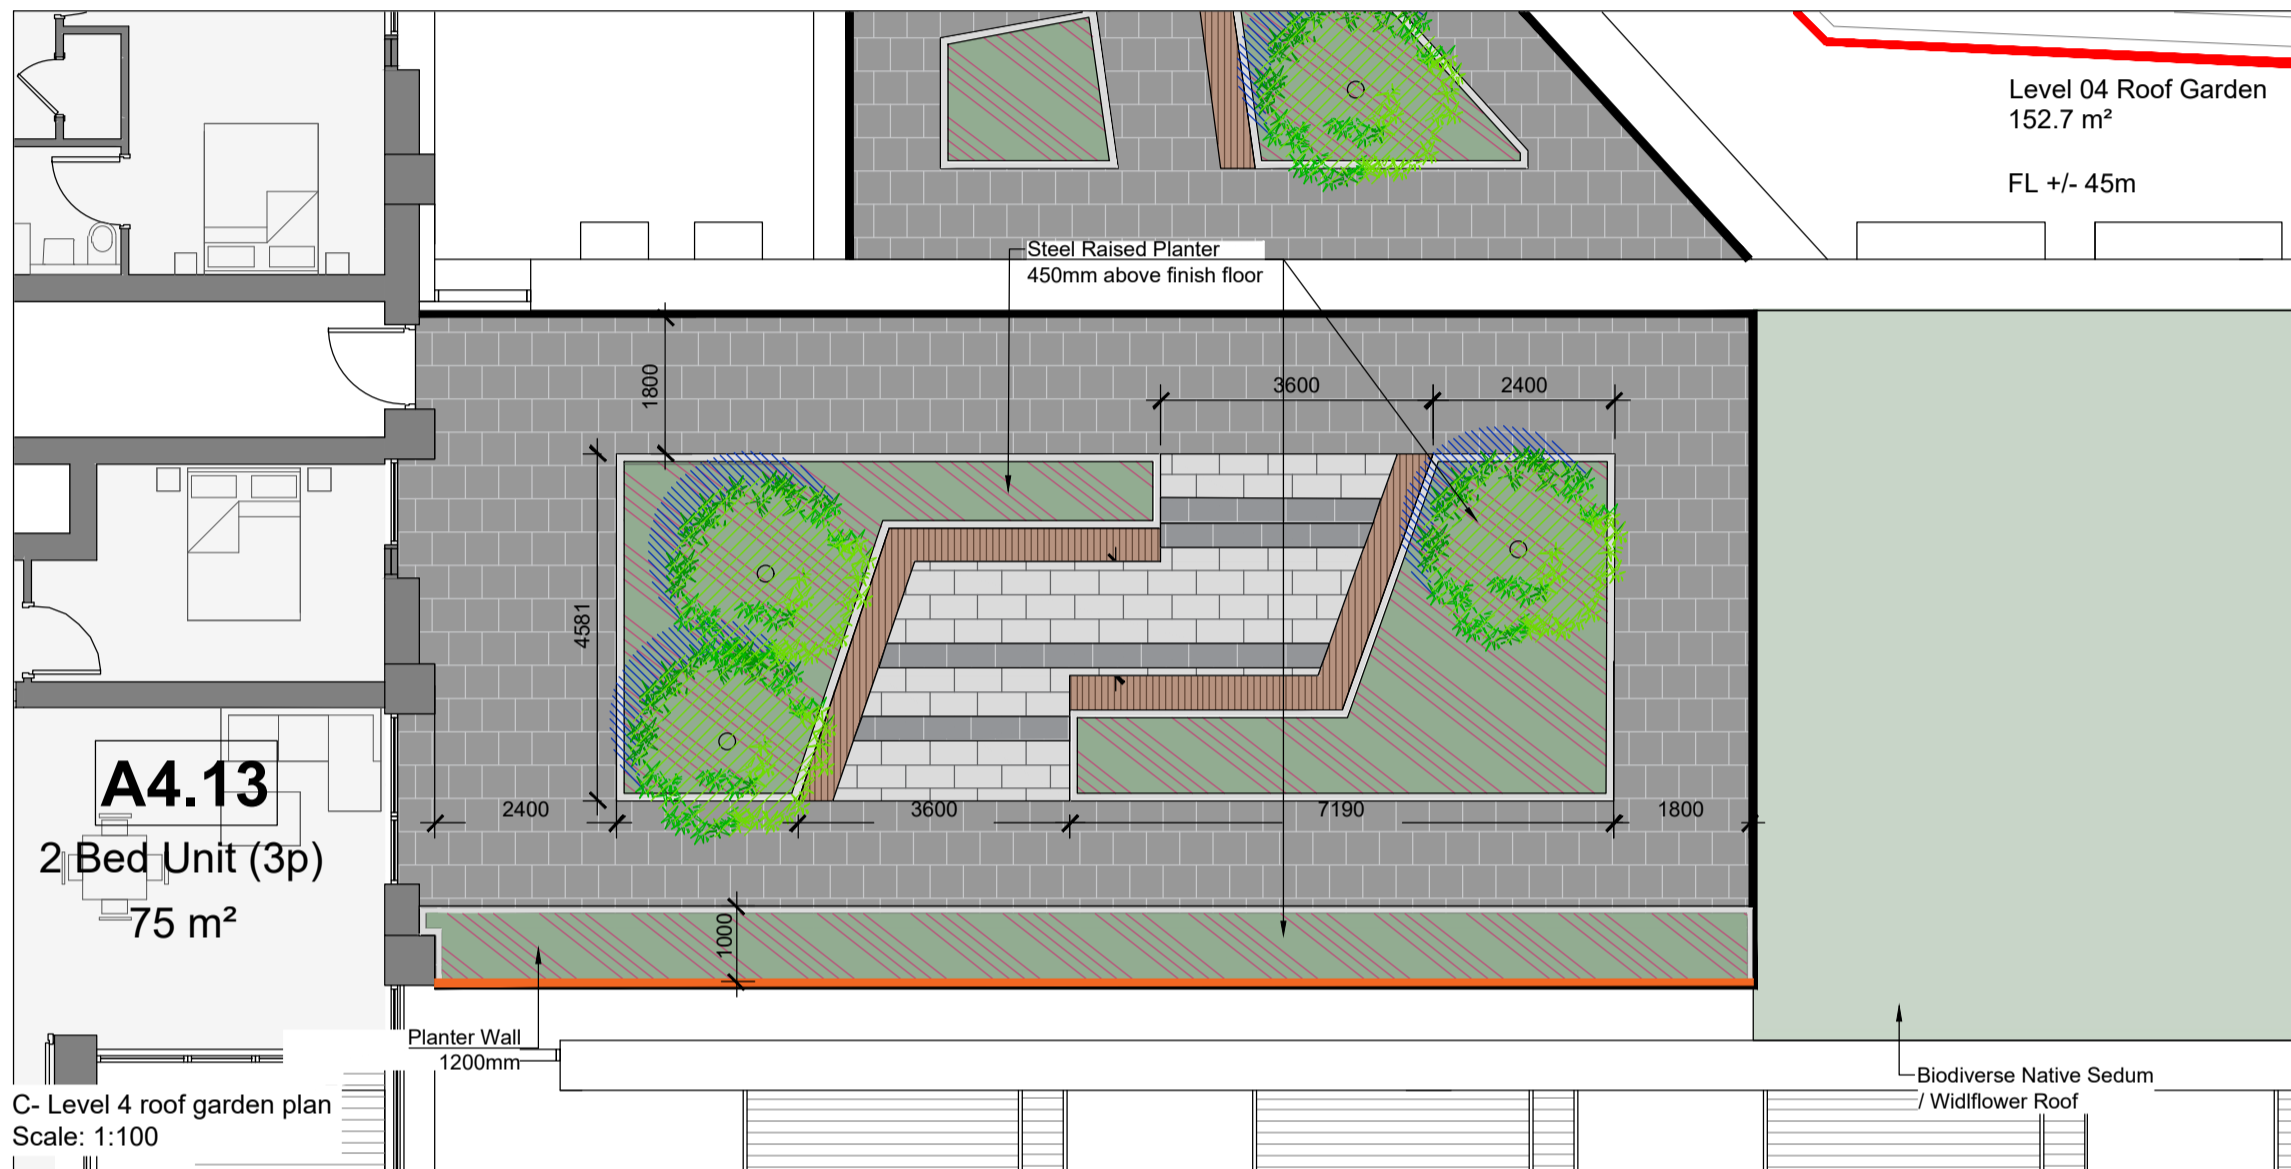 Level 04 Roof Garden
152.7 m²
FL +/- 45m
Steel Raised Planter
450mm above finish floor
1800
3600
2400
4581
2400
3600
7190
1800
A4.13
2 Bed Unit (3p)
75 m²
1000
Planter Wall
1200mm
Biodiverse Native Sedum
/ Widlflower Roof
C- Level 4 roof garden plan
Scale: 1:100